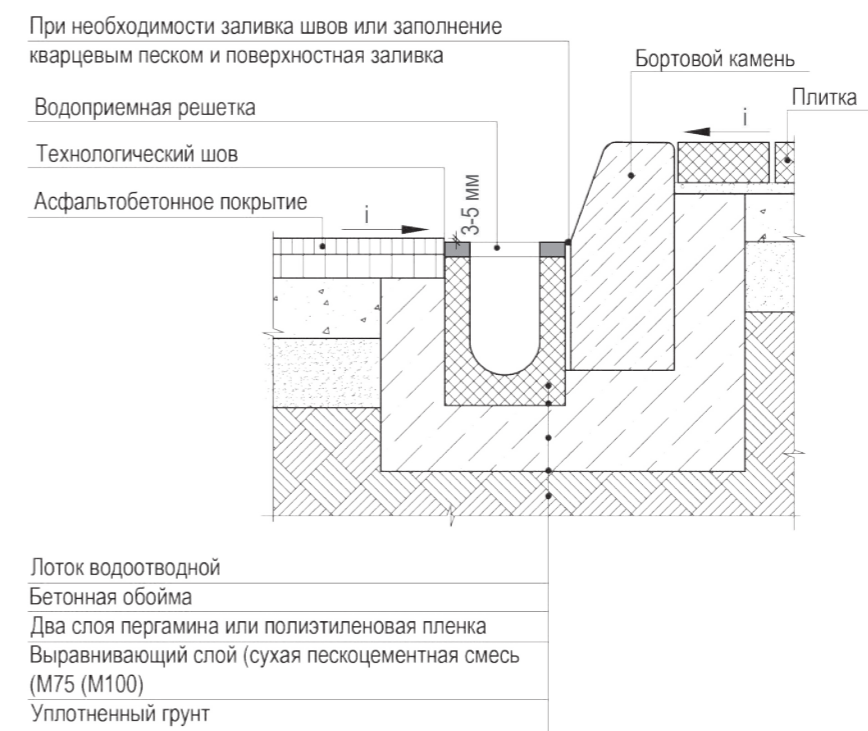 При необходимости заливка швов или заполнение
кварцевым песком и поверхностная заливка
Бортовой камень
Плитка
Водоприемная решетка
i
Технологический шов
3-5 мм
Асфальтобетонное покрытие
i
Лоток водоотводной
Бетонная обойма
Два слоя пергамина или полиэтиленовая пленка
Выравнивающий слой (сухая пескоцементная смесь
(М75 (М100)
Уплотненный грунт